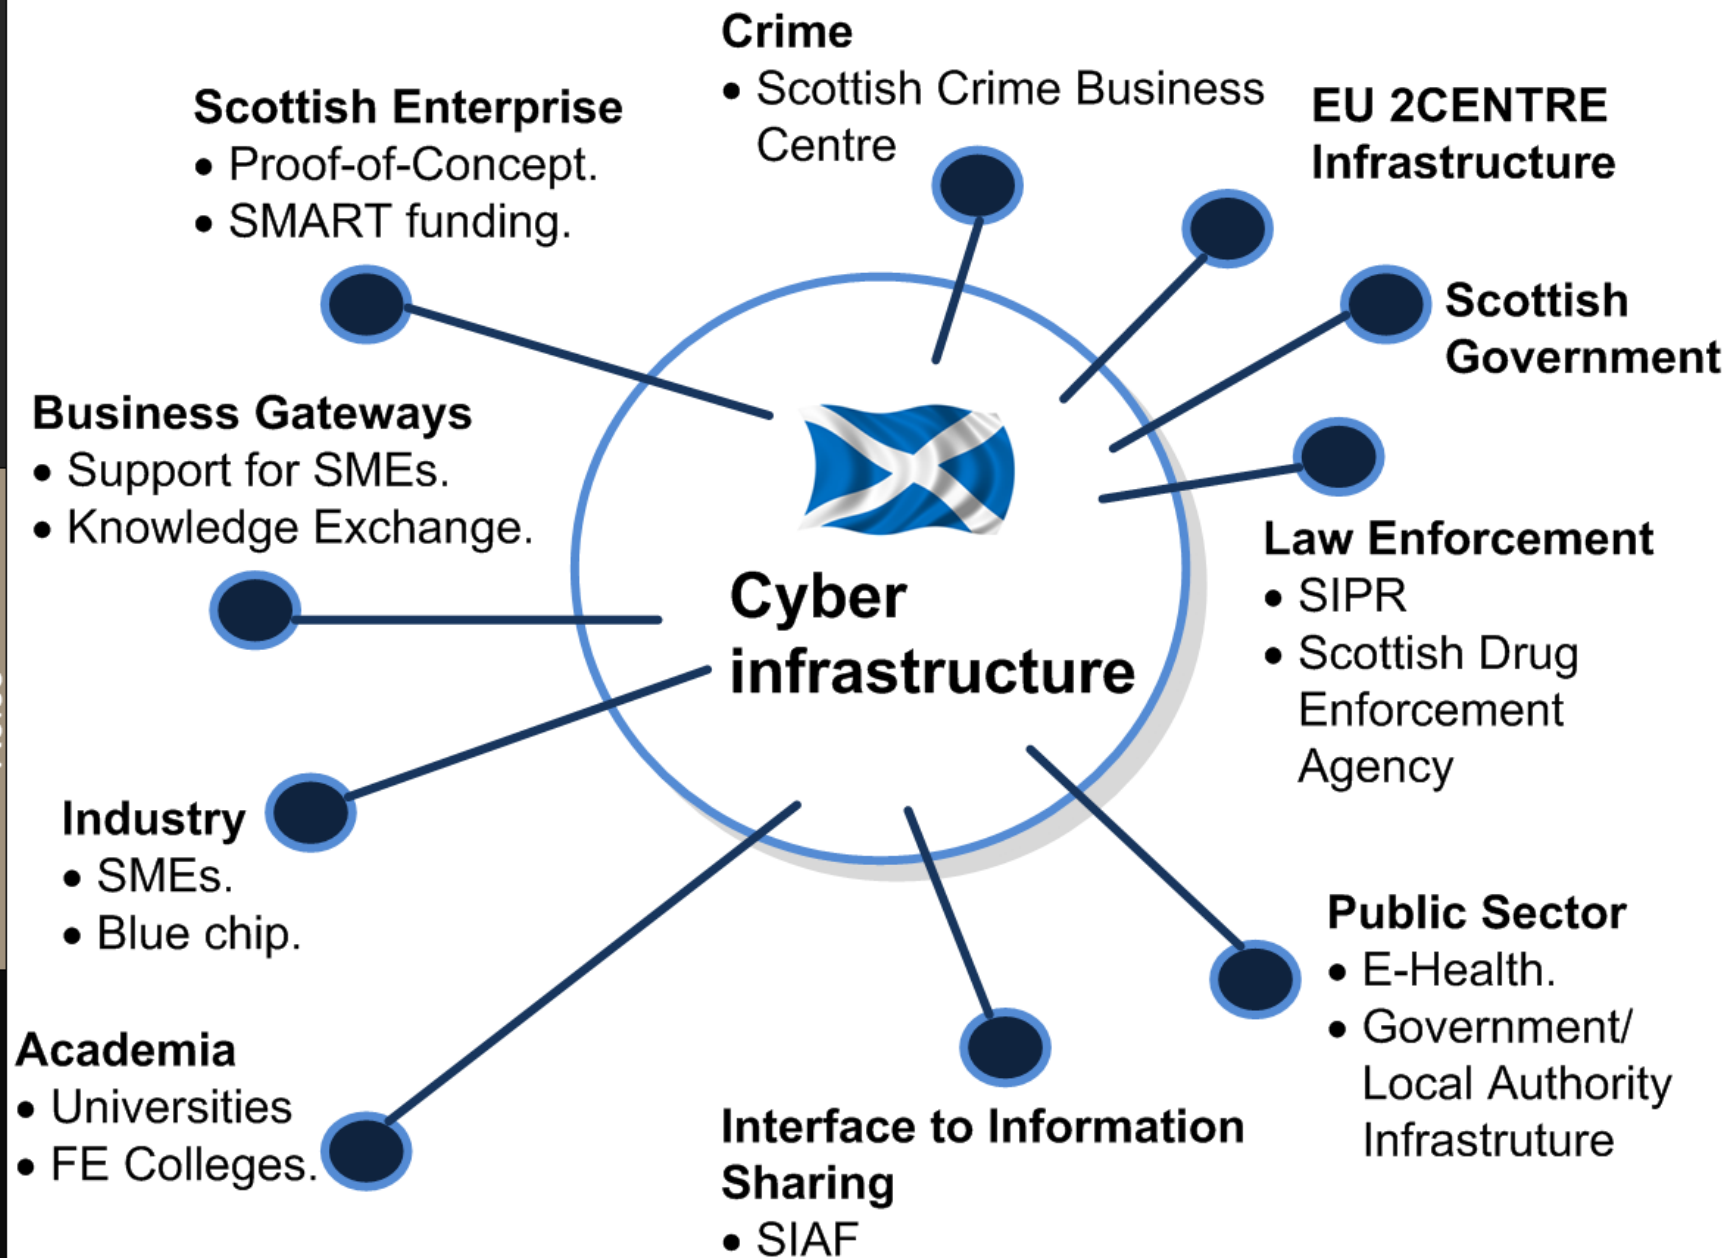 Crime
• Scottish Crime Business
Centre
Scottish Enterprise
• Proof-of-Concept.
• SMART funding.
EU 2CENTRE
Infrastructure
Scottish
Government
Business Gateways
• Support for SMEs.
• Knowledge Exchange.
Cyber
infrastructure
Law Enforcement
• SIPR
• Scottish Drug
Enforcement
Agency
Industry
• SMEs.
• Blue chip.
Public Sector
• E-Health.
• Government/
Local Authority
Infrastruture
Academia
• Universities
• FE Colleges.
Interface to Information
Sharing
• SIAF